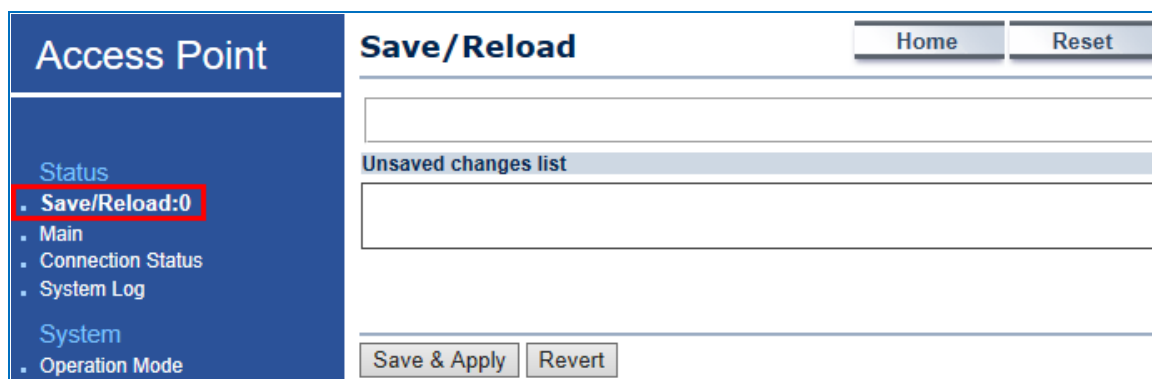 Access Point
Status
Save/Reload:0
Main
Connection Status
System Log
System
Operation Mode
Save/Reload
Home
Reset
Unsaved changes list
Save & Apply
Revert